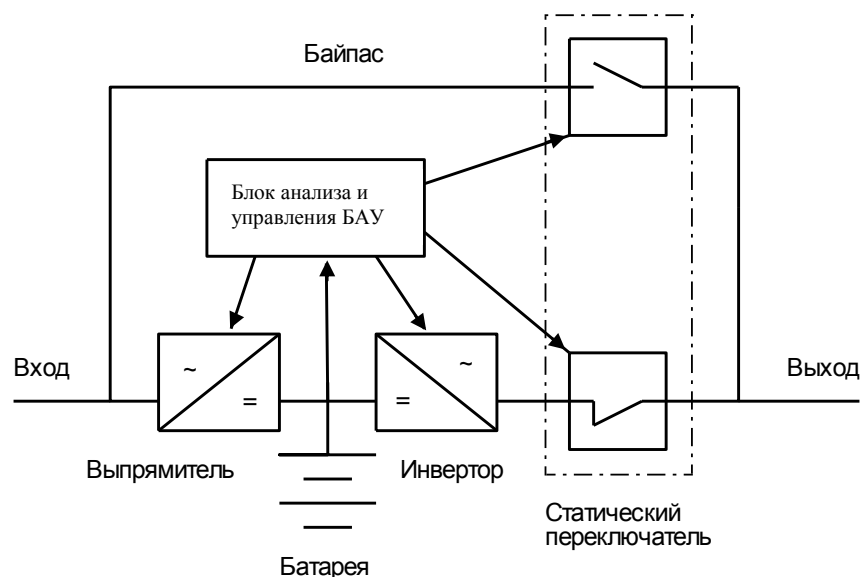 Байпас
Блок анализа и
управления БАУ
Вход
~
=
=
~
Выход
Выпрямитель
Инвертор
Статический
переключатель
Батарея